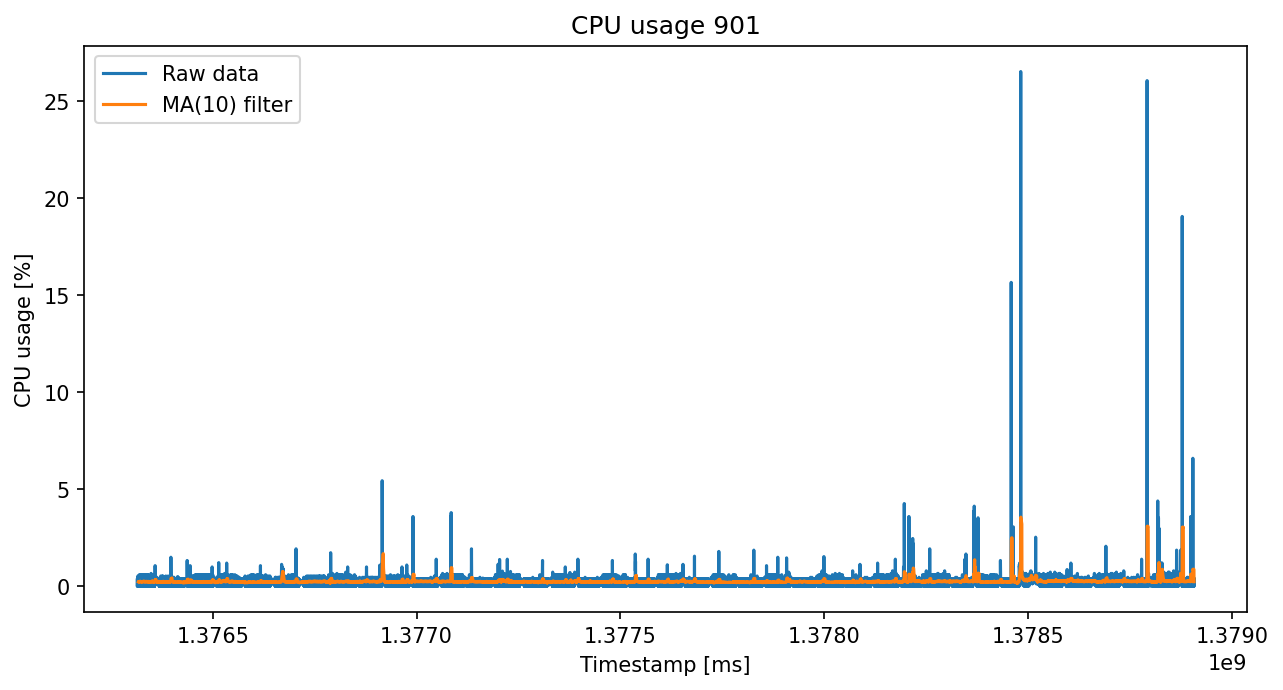 CPU usage 901
Raw data
MA(10) filter
CPU usage [%]
25
20
15
10
5
0
1.3765 1.3770 1.3775 1.3780 1.3785 1.3790
1e9
Timestamp [ms]